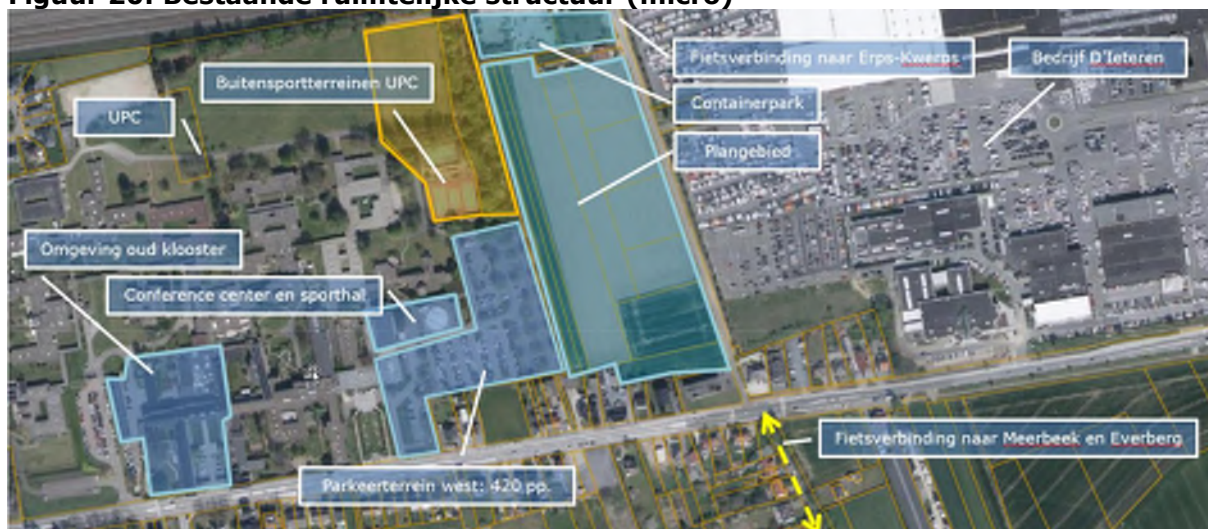 Figuur 20: Bestaande ruimtelijke structuur (micro)
Fietsverbinding naar Erps-Kwerps
Bedrijf D'Ieteren
Buitensportterreinen UPC
Containerpark
UPC
Plangebied
Omgeving oud klooster
Conference center en sporthal
Fietsverbinding naar Meerbeek en Everberg
Parkeerterrein west: 420 pp.